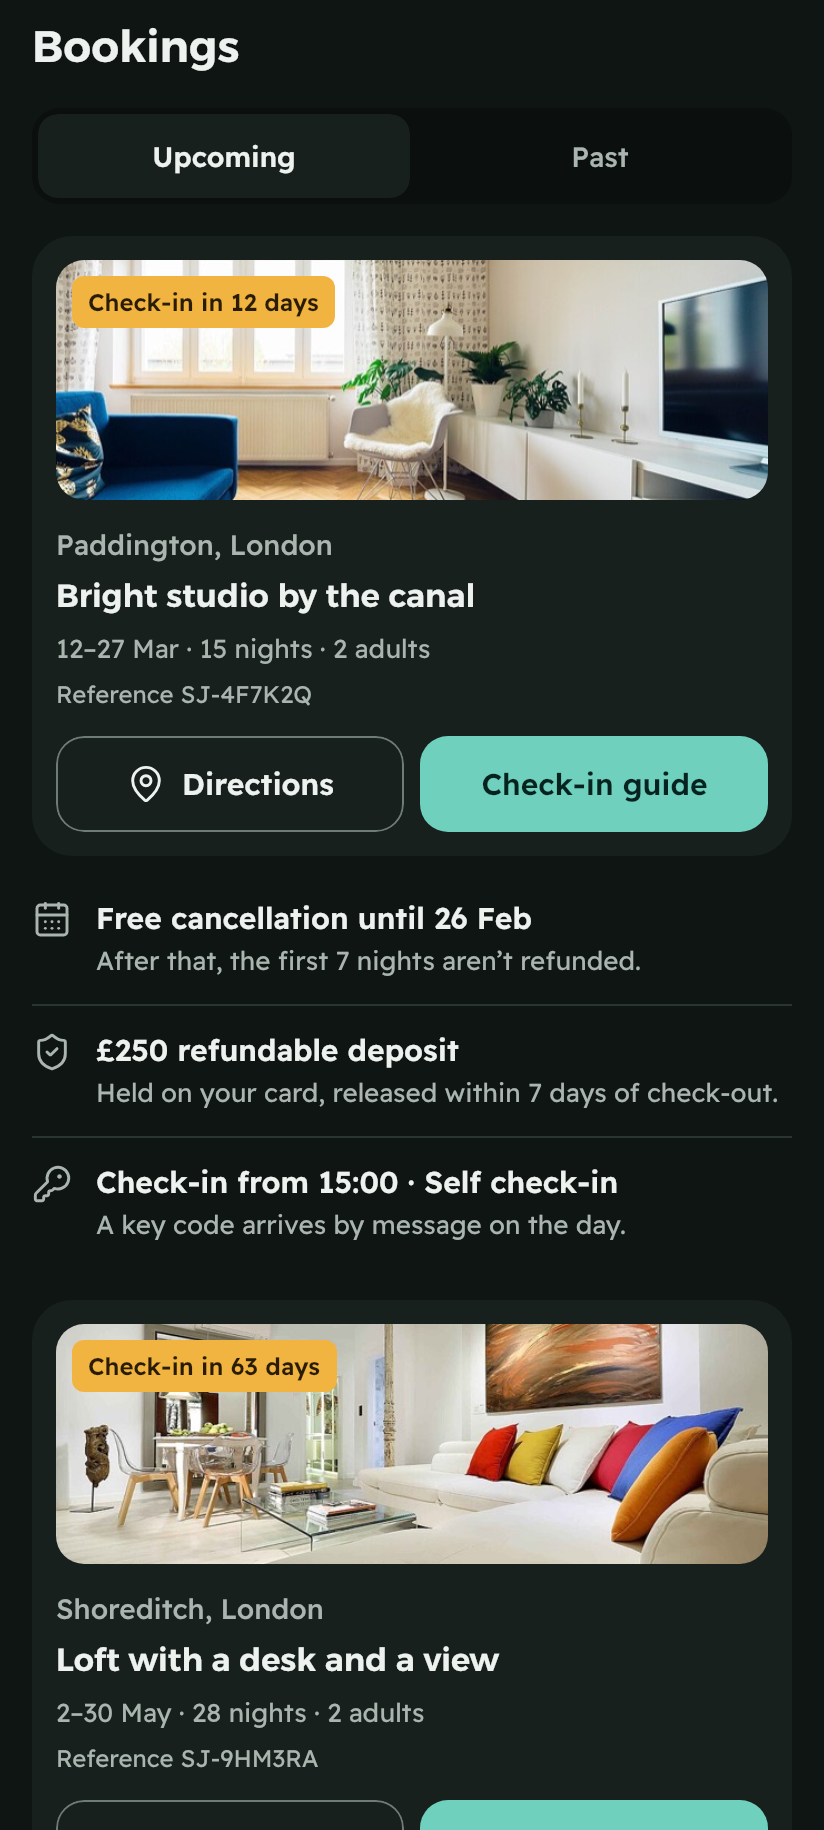 Bookings
Upcoming
Past
Check-in in 12 days
Paddington, London
Bright studio by the canal
12–27 Mar · 15 nights · 2 adults
Reference SJ-4F7K2Q
Directions
Check-in guide
Free cancellation until 26 Feb
After that, the first 7 nights aren’t refunded.
£250 refundable deposit
Held on your card, released within 7 days of check-out.
Check-in from 15:00 · Self check-in
A key code arrives by message on the day.
Check-in in 63 days
Shoreditch, London
Loft with a desk and a view
2–30 May · 28 nights · 2 adults
Reference SJ-9HM3RA